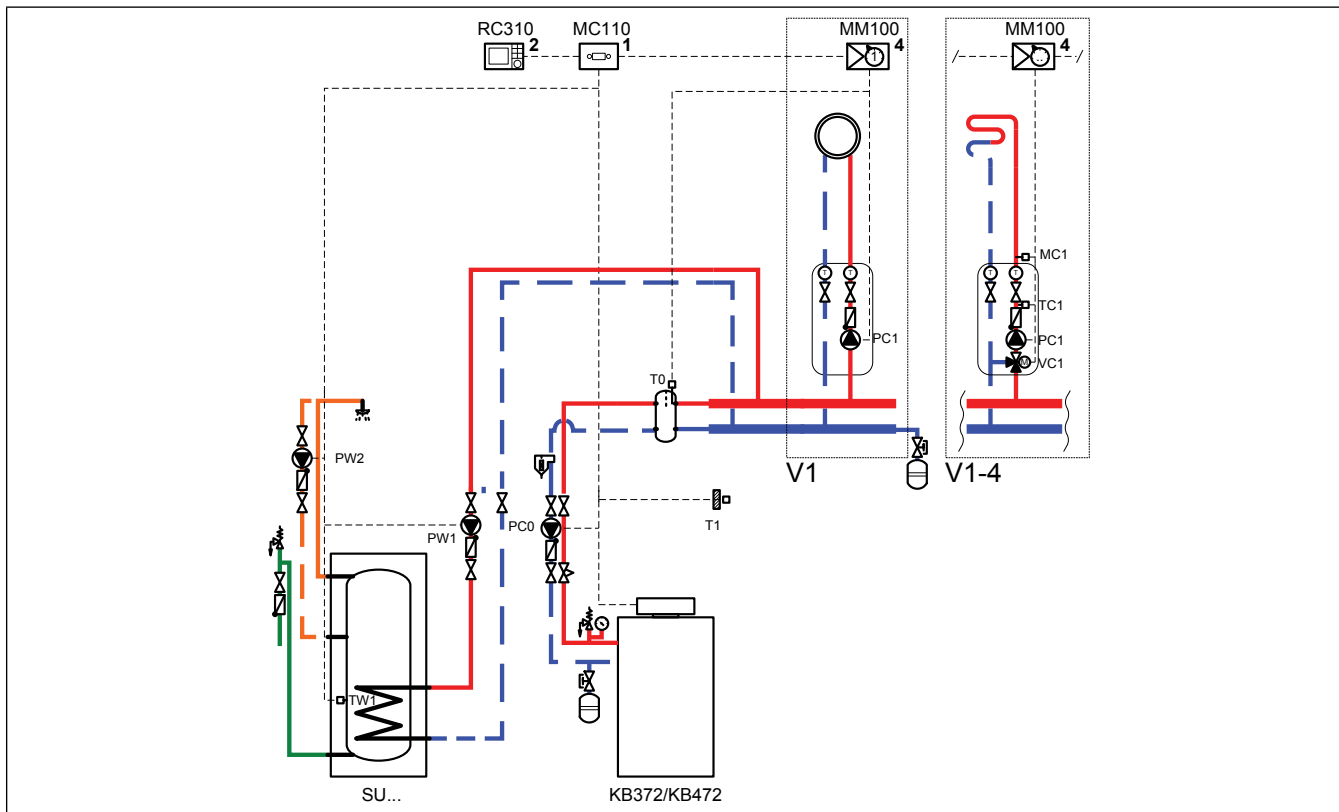 RC310
MC110
MM100
MM100
2
1
4
4
1
..
MC1
T
T
T
T
TC1
PC1
PC1
M
VC1
T0
V1
V1-4
PW2
PW1
PC0
T1
TW1
SU...
KB372/KB472